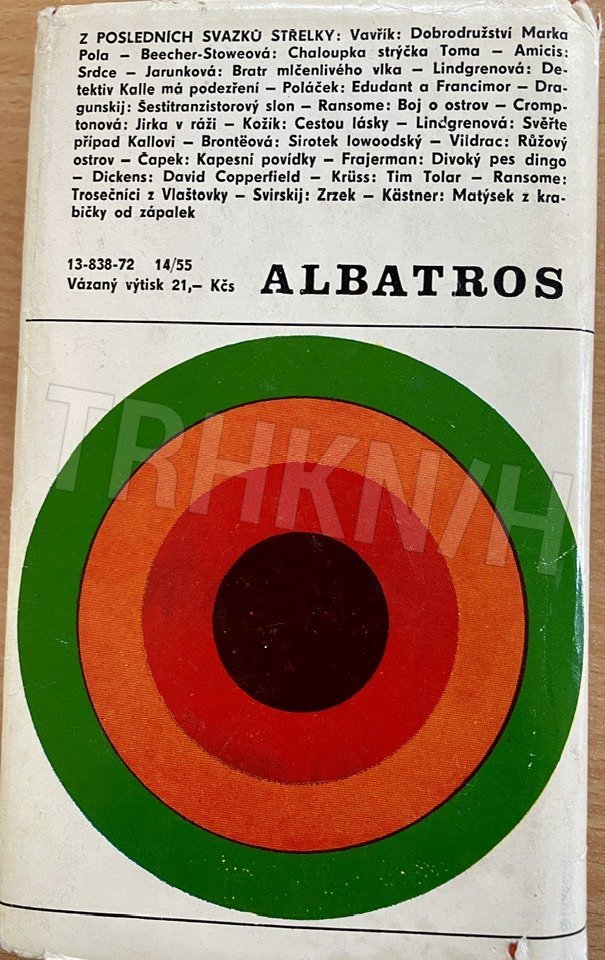 Z POSLEDNÍCH SVAZKŮ STŘELKY: Vavřík: Dobrodružství Marka
Pola – Beecher-Stoweová: Chaloupka strýčka Toma – Amicis:
Srdce – Jarunková: Bratr mlčenlivého vlka – Lindgrenová: De-
tektiv Kalle má podezření – Poláček: Edudant a Francimor – Dra-
gunskij: Šestitranzistorový slon – Ransome: Boj o ostrov – Cromp-
tonová: Jirka v ráži – Kožík: Cestou lásky – Lindgrenová: Svěřte
případ Kallovi – Brontëová: Sirotek lowoodský – Vildrac: Růžový
ostrov – Čapek: Kapesní povídky – Frajerman: Divoký pes dingo
– Dickens: David Copperfield – Krüss: Tim Tolar – Ransome:
Trosečníci z Vlaštovky – Svirskij: Zrzek – Kästner: Matýsek z kra-
bičky od zápalek
13-838-72 14/55
Vázaný výtisk 21,– Kčs
ALBATROS
TRHKN/H